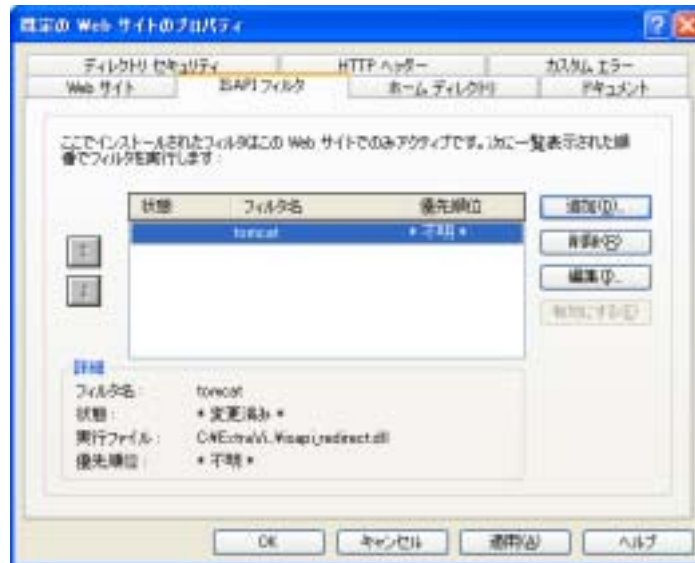 既定の Web サイトのプロパティ
ディレクトリ セキュリティ
HTTP ヘッダー
カスタム エラー
Web サイト
ISAPI フィルタ
ホーム ディレクトリ
ドキュメント
ここでインストールされたフィルタはこの Web サイトでのみアクティブです。次に一覧表示された順
番でフィルタを実行します:
状態
フィルタ名
優先順位
tomcat
* 不明 *
追加(D)...
削除(R)
編集(I)...
有効にする(E)
詳細
フィルタ名:
tomcat
状態:
* 変更済み *
実行ファイル:
C:¥ExtraVi...¥isapi_redirect.dll
優先順位:
* 不明 *
OK
キャンセル
適用(A)
ヘルプ